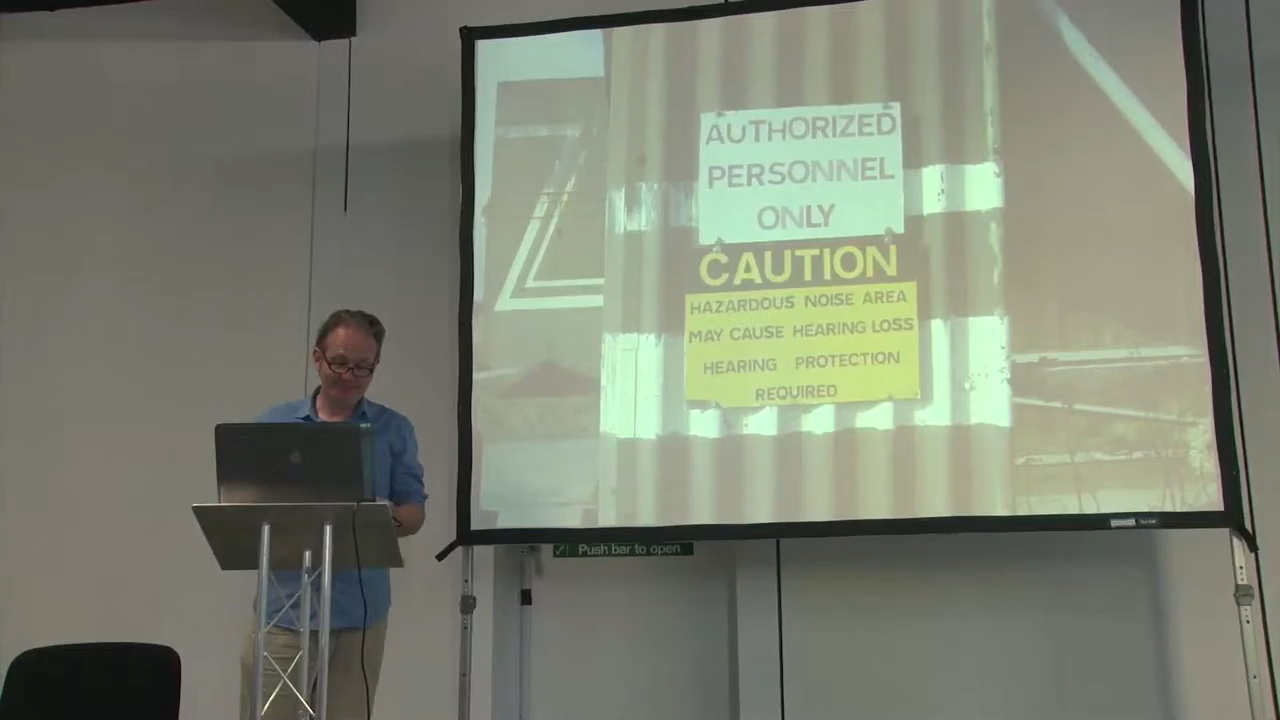 AUTHORIZED
PERSONNEL
ONLY
CAUTION
HAZARDOUS NOISE AREA
MAY CAUSE HEARING LOSS
HEARING PROTECTION
REQUIRED
Push bar to open